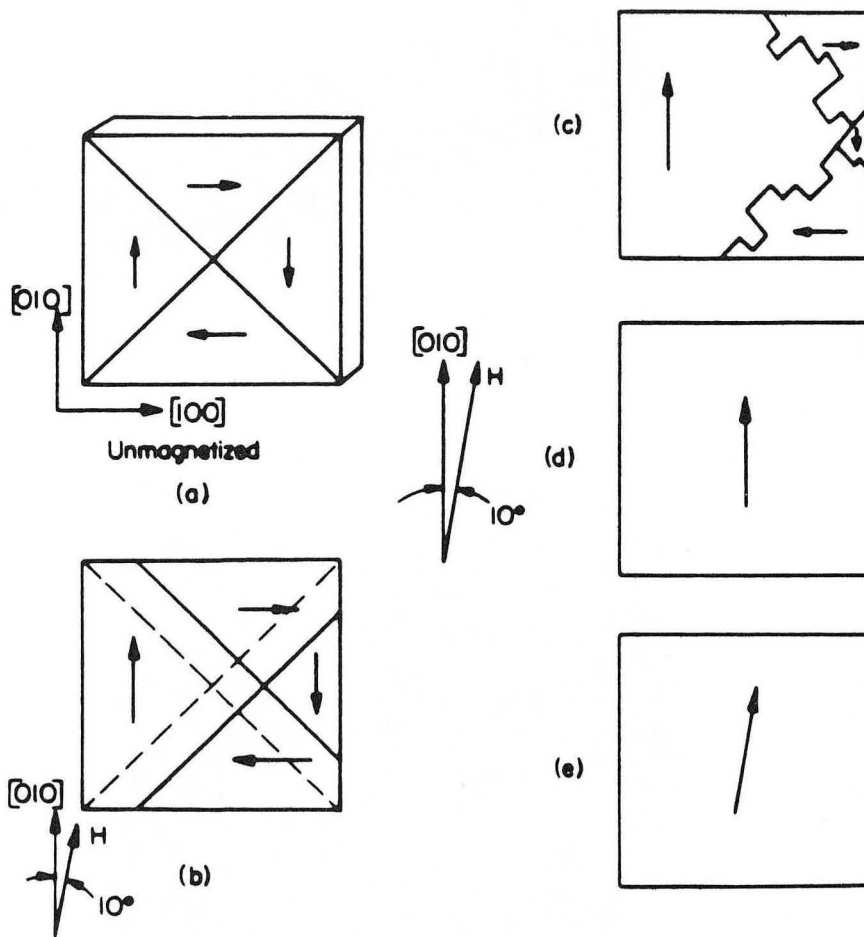 [010]
[100]
Unmagnetized
(a)
[010]
H
10°
(b)
[010]
H
10°
(c)
(d)
(e)